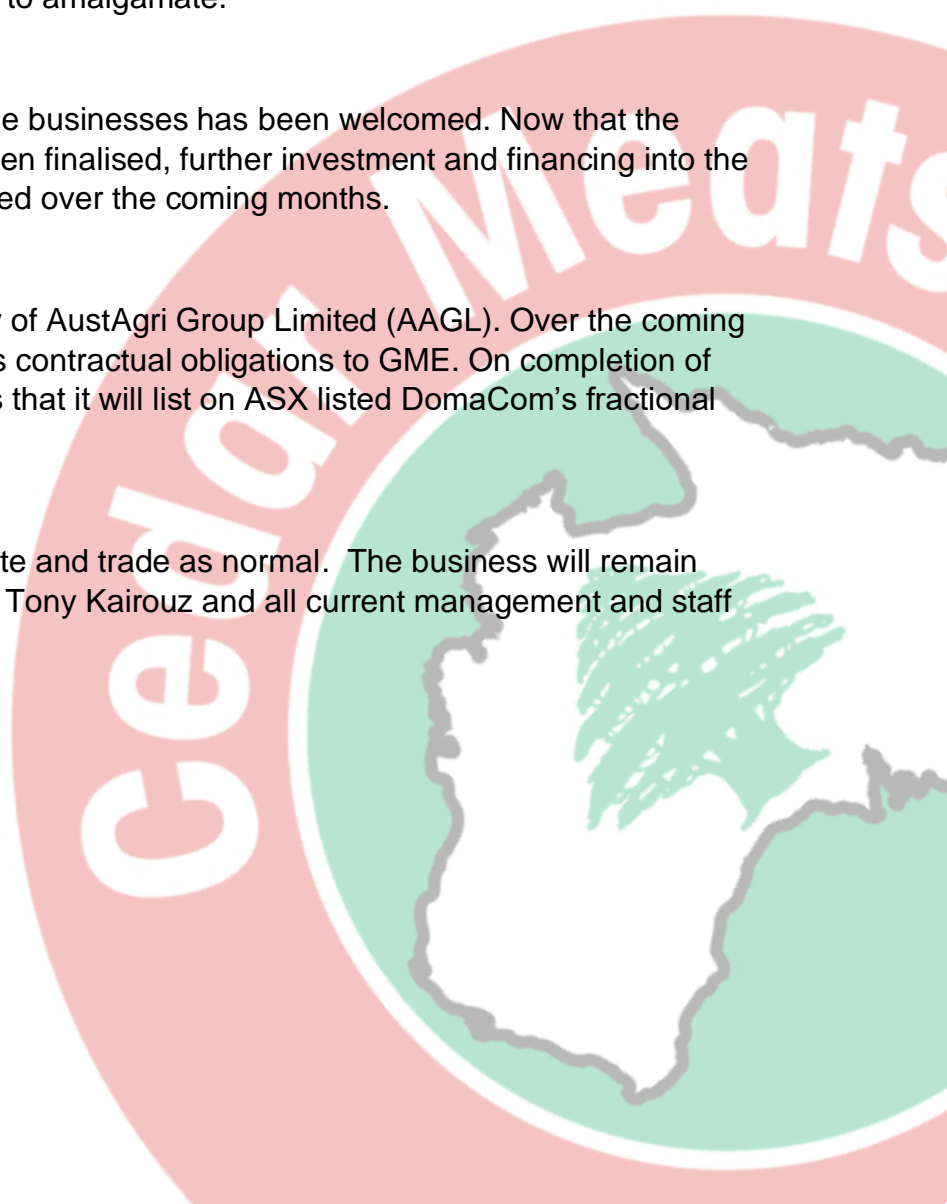 to amalgamate.
e businesses has been welcomed. Now that the
en finalised, further investment and financing into the
ed over the coming months.
of AustAgri Group Limited (AAGL). Over the coming
s contractual obligations to GME. On completion of
s that it will list on ASX listed DomaCom’s fractional
te and trade as normal. The business will remain
Tony Kairouz and all current management and staff
Cedar Meats